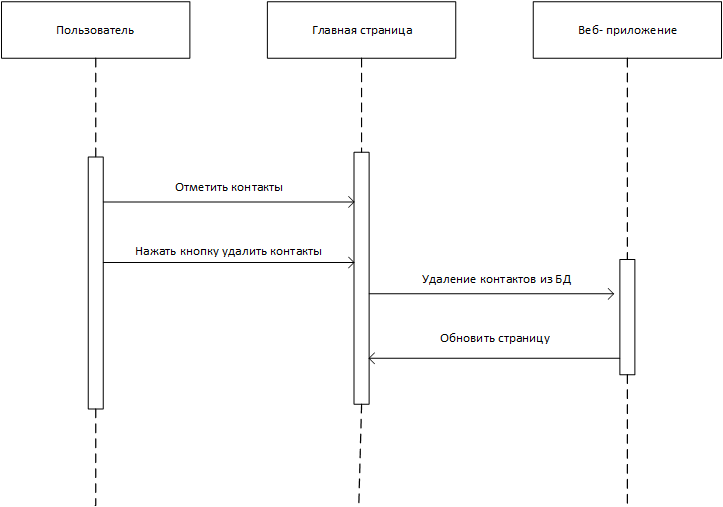 Пользователь
Главная страница
Веб- приложение
Отметить контакты
Нажать кнопку удалить контакты
Удаление контактов из БД
Обновить страницу